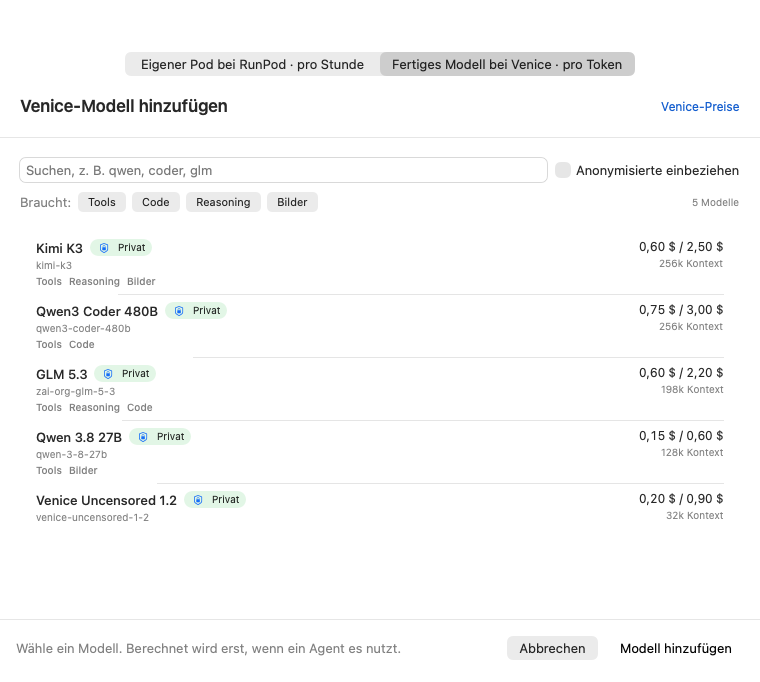 Eigener Pod bei RunPod · pro Stunde Fertiges Modell bei Venice · pro Token
Venice-Modell hinzufügen Venice-Preise
Suchen, z. B. qwen, coder, glm Anonymisierte einbeziehen
Braucht: Tools Code Reasoning Bilder 5 Modelle
Kimi K3 Privat 0,60 $ / 2,50 $
kimi-k3 256k Kontext
Tools Reasoning Bilder
Qwen3 Coder 480B Privat 0,75 $ / 3,00 $
qwen3-coder-480b 256k Kontext
Tools Code
GLM 5.3 Privat 0,60 $ / 2,20 $
zai-org-glm-5-3 198k Kontext
Tools Reasoning Code
Qwen 3.8 27B Privat 0,15 $ / 0,60 $
qwen-3-8-27b 128k Kontext
Tools Bilder
Venice Uncensored 1.2 Privat 0,20 $ / 0,90 $
venice-uncensored-1-2 32k Kontext
Wähle ein Modell. Berechnet wird erst, wenn ein Agent es nutzt. Abbrechen Modell hinzufügen